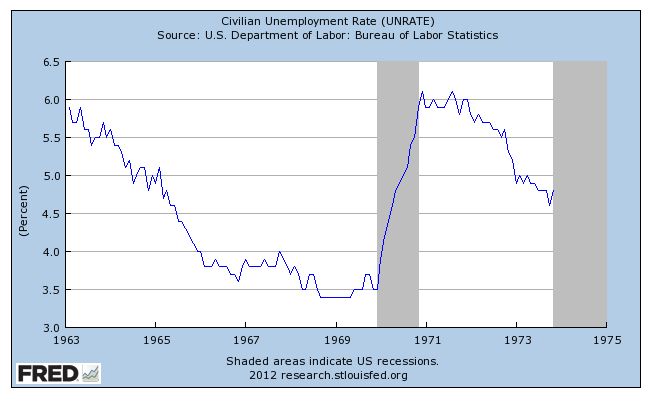 Civilian Unemployment Rate (UNRATE)
Source: U.S. Department of Labor: Bureau of Labor Statistics
6.5
6.0
5.5
5.0
4.5
4.0
3.5
3.0
(Percent)
1963 1965 1967 1969 1971 1973 1975
Shaded areas indicate US recessions.
2012 research.stlouisfed.org
FRED